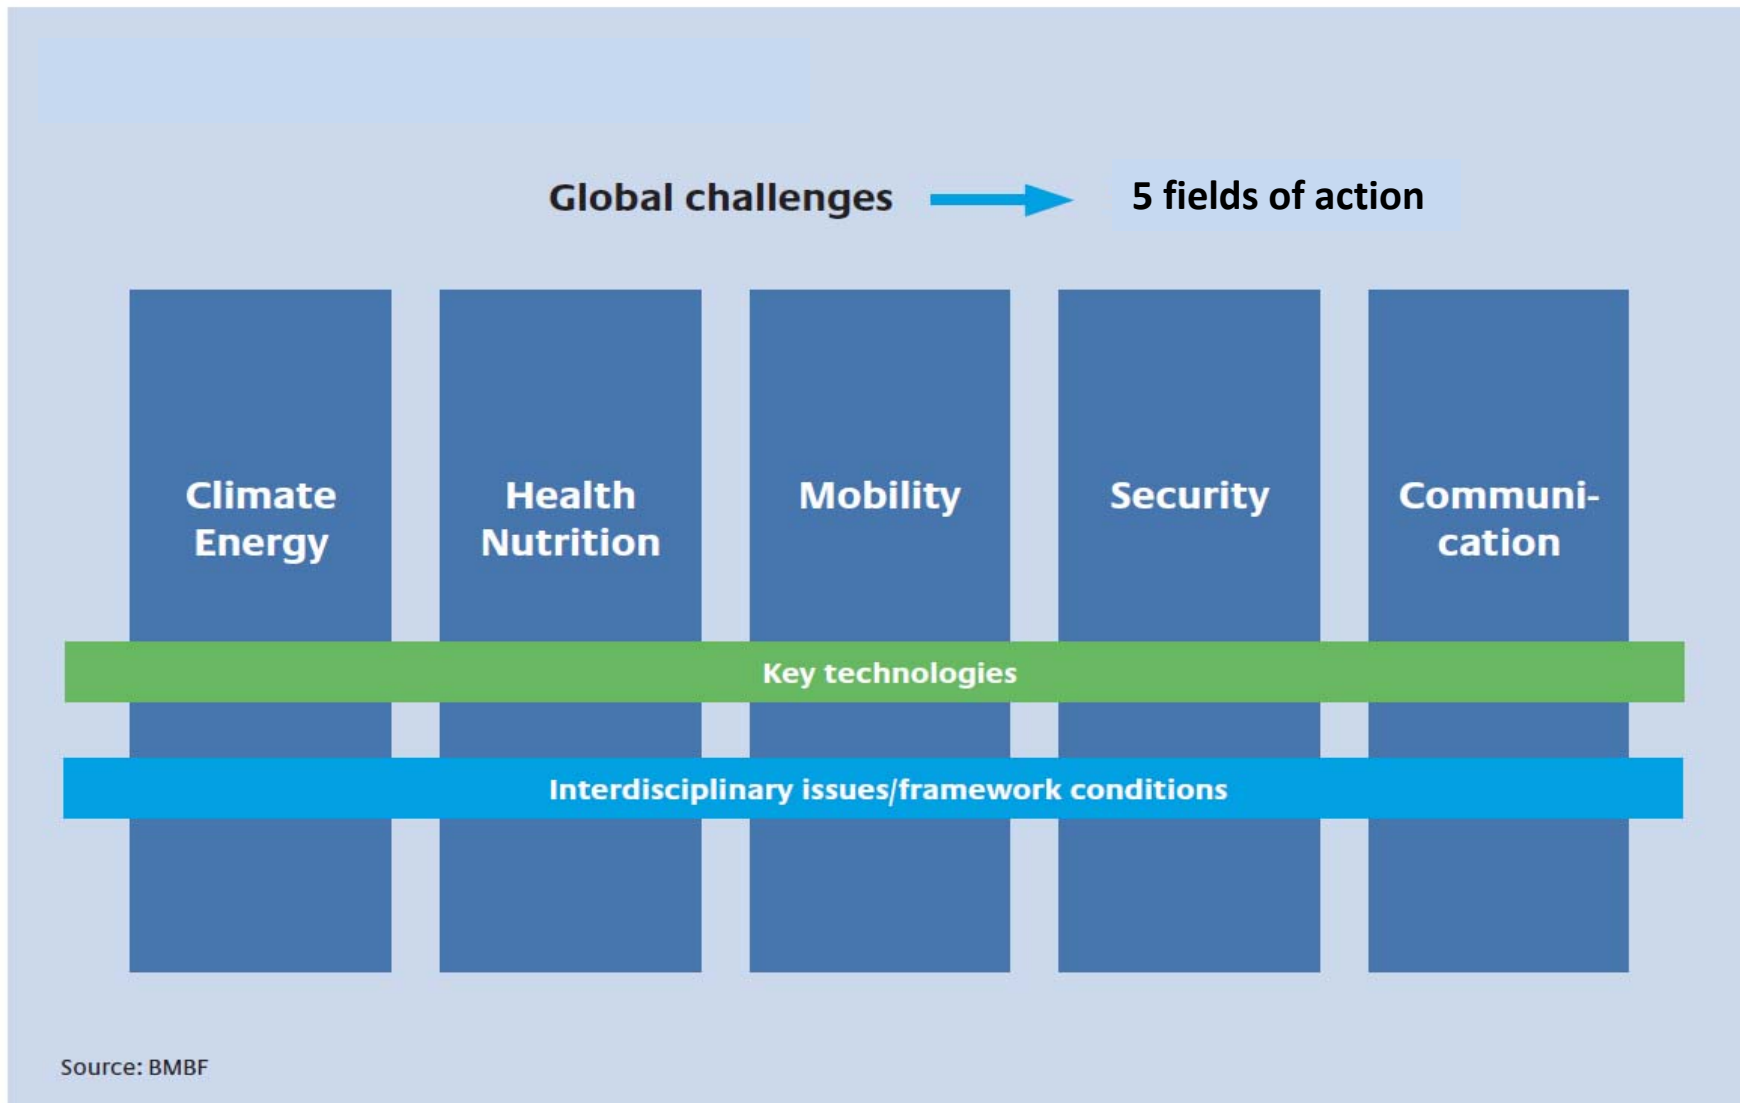 Global challenges
5 fields of action
Climate
Energy
Health
Nutrition
Mobility
Security
Communi-
cation
Key technologies
Interdisciplinary issues/framework conditions
Source: BMBF